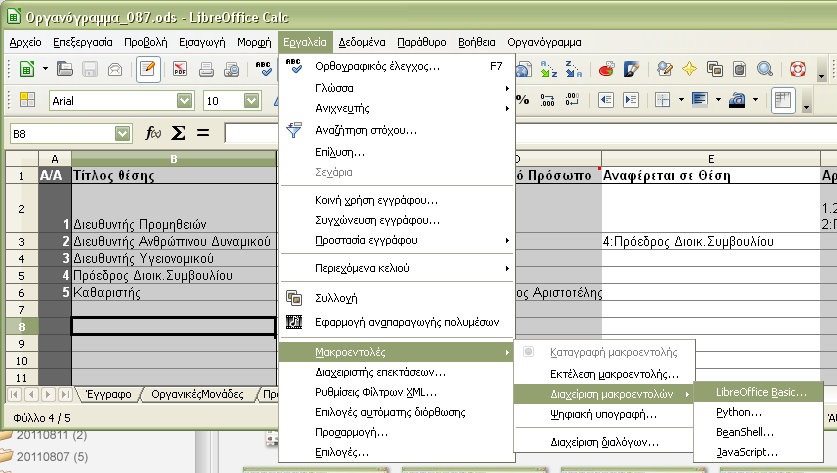 Οργανόγραμμα_087.ods - LibreOffice Calc
Αρχείο Επεξεργασία Προβολή Εισαγωγή Μορφή Εργαλεία Δεδομένα Παράθυρο Βοήθεια Οργανόγραμμα
Arial 10
B8
A B D E
1 Α/Α Τίτλος θέσης Πρόσωπο Αναφέρεται σε Θέση
2 1 Διευθυντής Προμηθειών
3 2 Διευθυντής Ανθρώπινου Δυναμικού 4:Πρόεδρος Διοικ.Συμβουλίου
4 3 Διευθυντής Υγειονομικού
5 4 Πρόεδρος Διοικ.Συμβουλίου
6 5 Καθαριστής ος Αριστοτέλης
7
8
9
10
11
Έγγραφο ΟργανικέςΜονάδες
Φύλλο 4 / 5
20110811 (2)
20110807 (5)
Ορθογραφικός έλεγχος... F7
Γλώσσα
Ανιχνευτής
Αναζήτηση στόχου...
Επίλυση...
Σενάρια
Κοινή χρήση εγγράφου...
Συγχώνευση εγγράφου...
Προστασία εγγράφου
Περιεχόμενα κελιού
Συλλογή
Εφαρμογή αναπαραγωγής πολυμέσων
Μακροεντολές
Διαχειριστής επεκτάσεων...
Ρυθμίσεις Φίλτρων XML...
Επιλογές αυτόματης διόρθωσης
Προσαρμογή...
Επιλογές...
Καταγραφή μακροεντολής
Εκτέλεση μακροεντολής...
Διαχείριση μακροεντολών
Ψηφιακή υπογραφή...
Διαχείριση διαλόγων...
LibreOffice Basic...
Python...
BeanShell...
JavaScript...